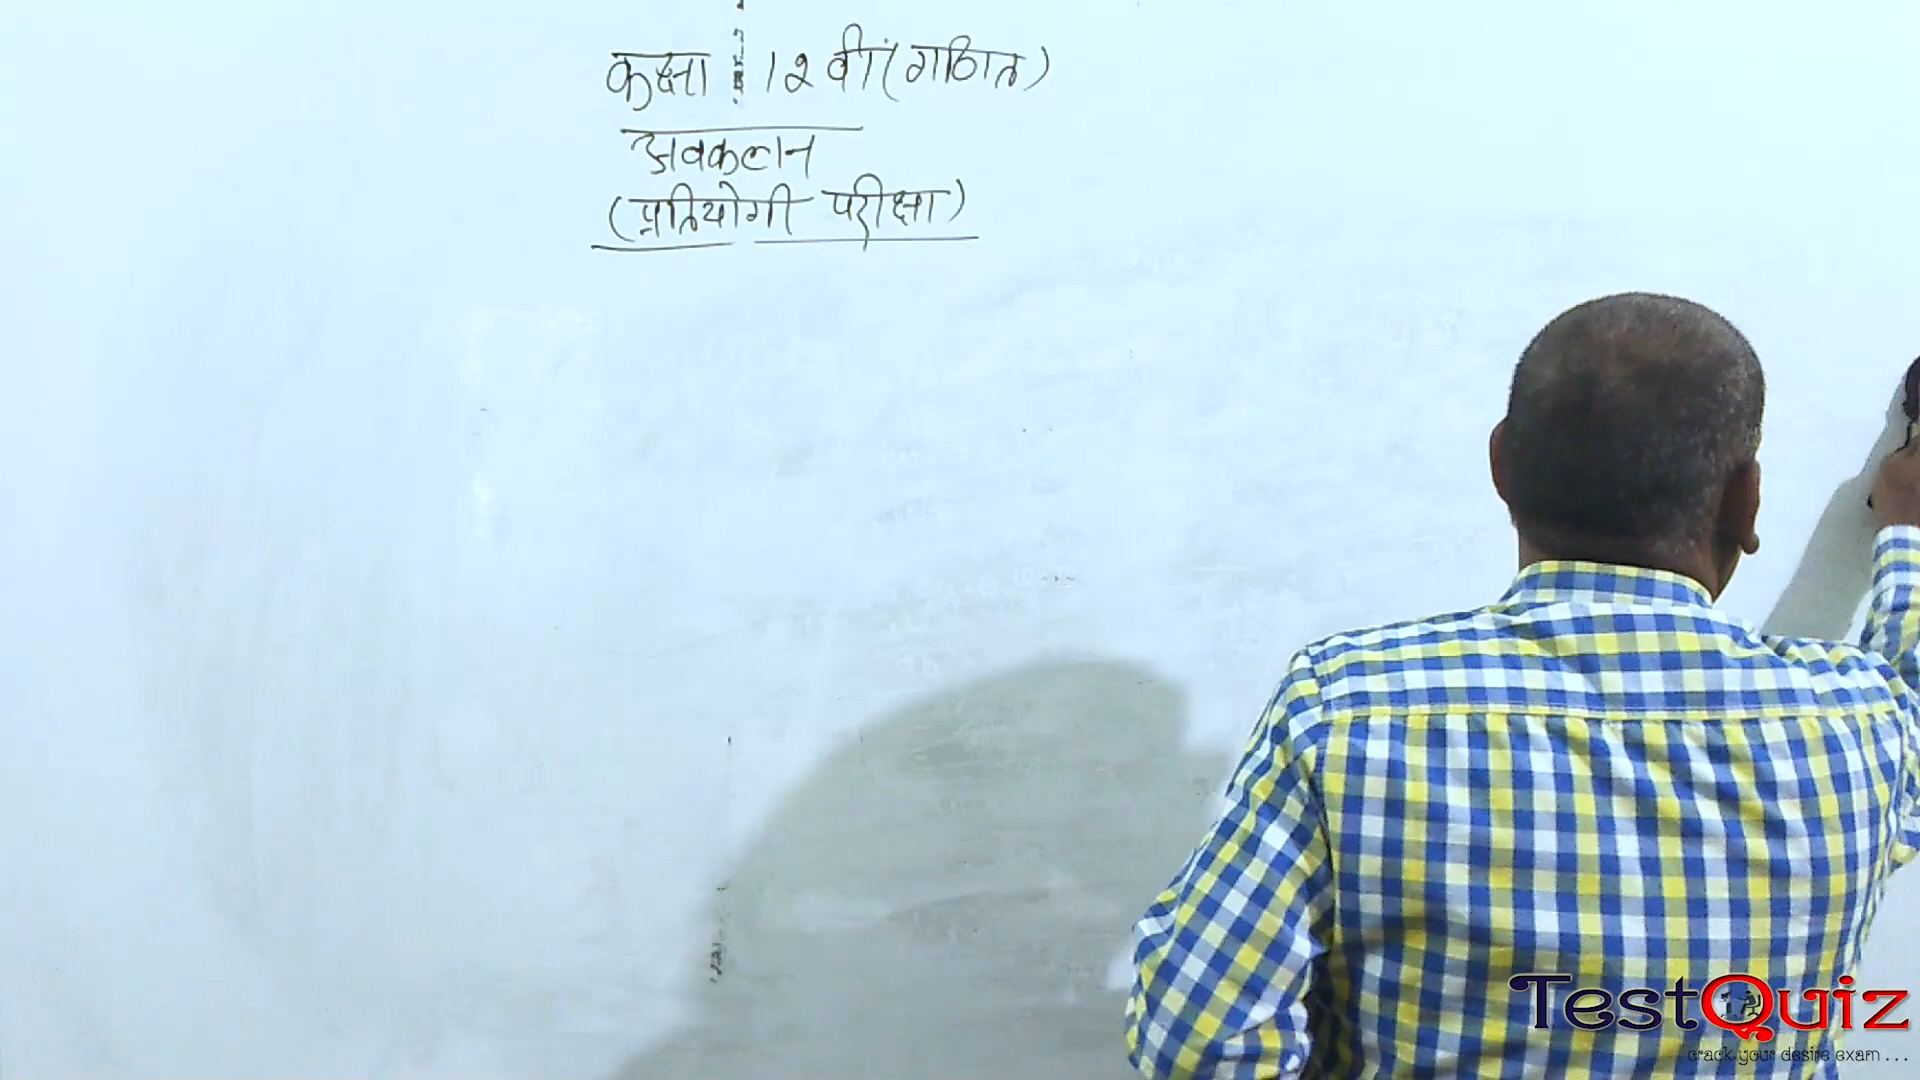 कक्षा 12 वीं (गणित)
अवकलन
(प्रतियोगी परीक्षा)
TestQuiz
crack your desire exam ...